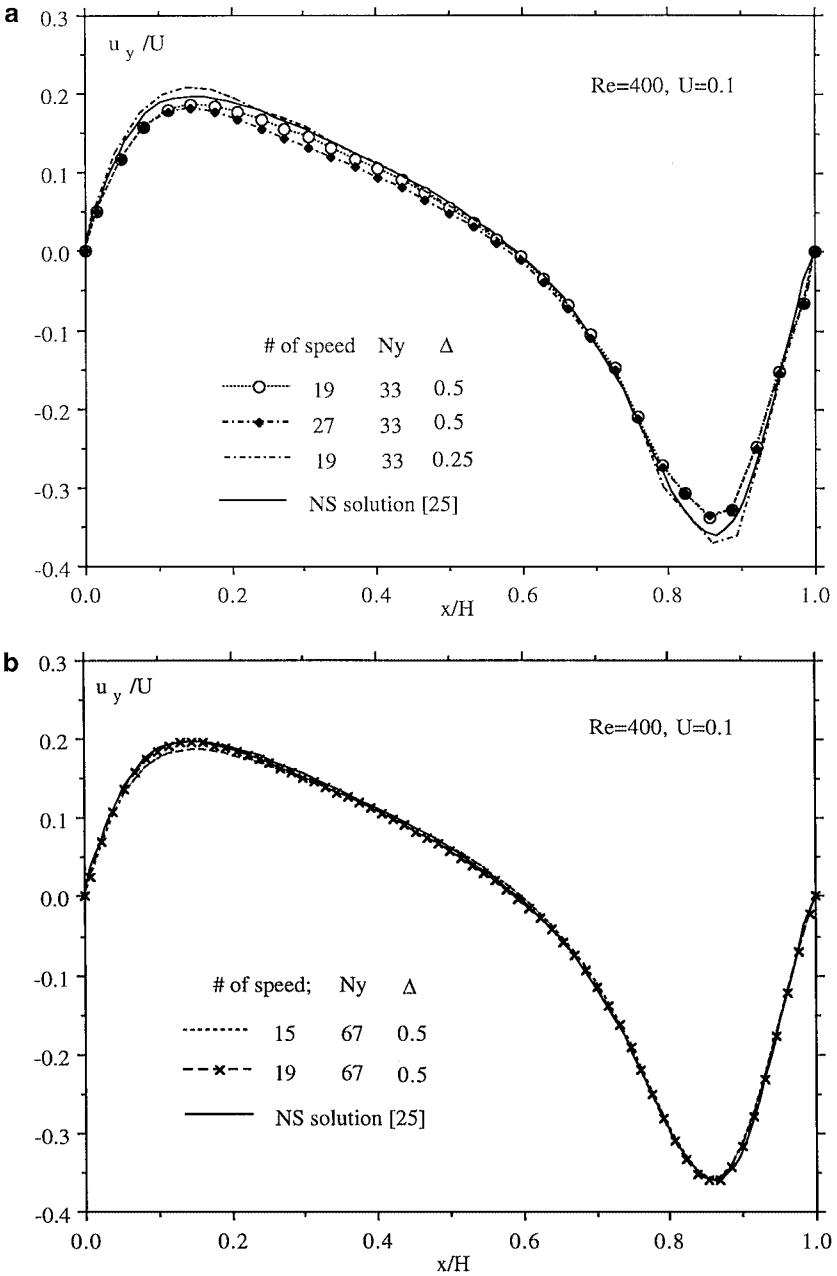 a
0.3
u y /U
Re=400, U=0.1
0.2
0.1
0.0
-0.1
# of speed Ny Δ
19 33 0.5
-0.2
27 33 0.5
19 33 0.25
-0.3
NS solution [25]
-0.4
0.0 0.2 0.4 0.6 0.8 1.0
x/H
b
0.3
u y /U
Re=400, U=0.1
0.2
0.1
0.0
-0.1
# of speed; Ny Δ
15 67 0.5
-0.2
19 67 0.5
NS solution [25]
-0.3
-0.4
0.0 0.2 0.4 0.6 0.8 1.0
x/H